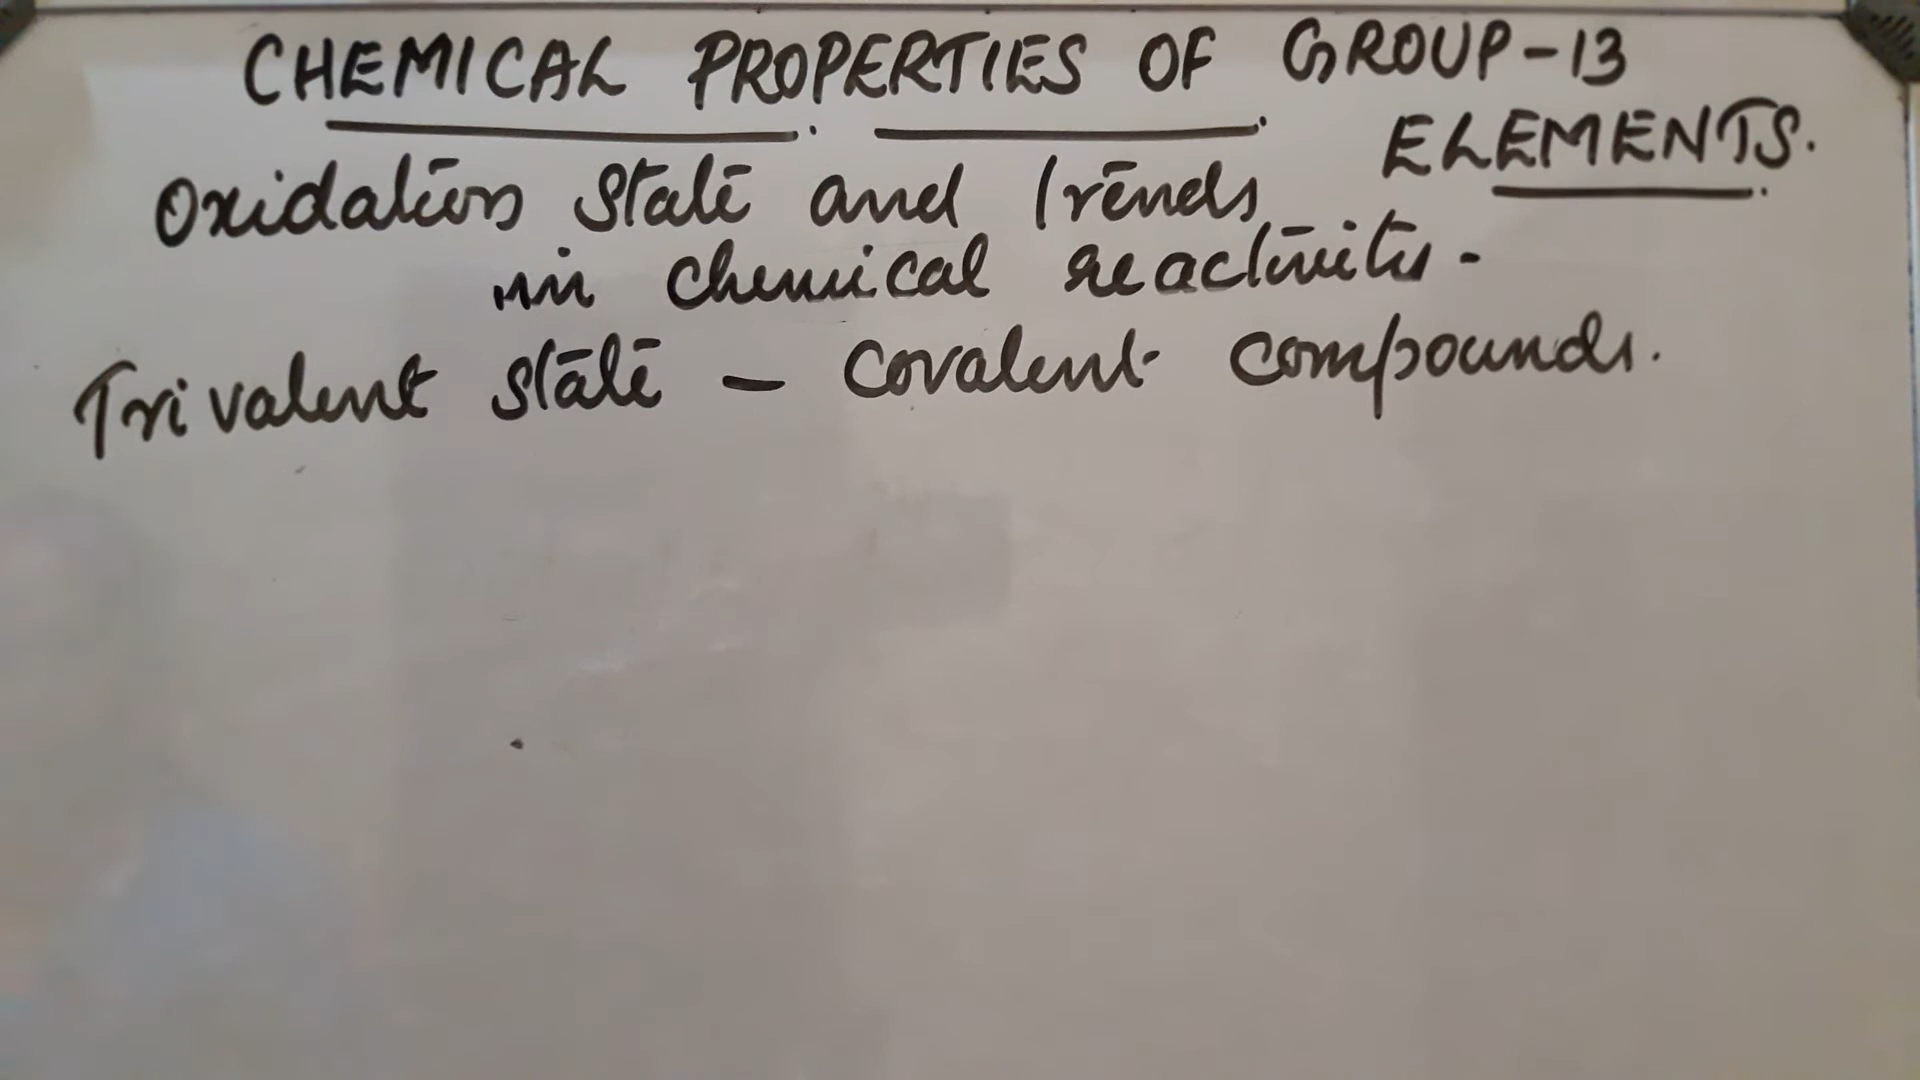 CHEMICAL PROPERTIES OF GROUP-13
ELEMENTS.
Oxidation state and trends
in chemical reactivity.
Trivalent state - Covalent compounds.